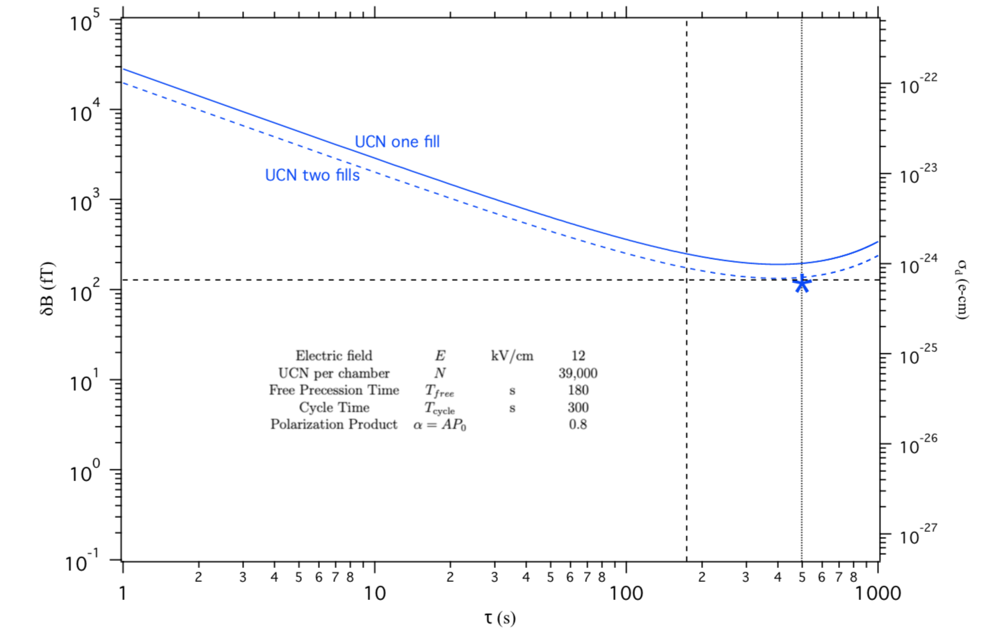 10^5
10^4
10^3
10^2
10^1
10^0
10^-1
δB (fT)
UCN one fill
UCN two fills
Electric field E kV/cm 12
UCN per chamber N 39,000
Free Precession Time T_free s 180
Cycle Time T_cycle s 300
Polarization Product α = AP_0 0.8
10^-22
10^-23
10^-24
10^-25
10^-26
10^-27
σ_d (e-cm)
2 3 4 5 6 7 8 2 3 4 5 6 7 8 2 3 4 5 6 7 8
1 10 100 1000
τ (s)